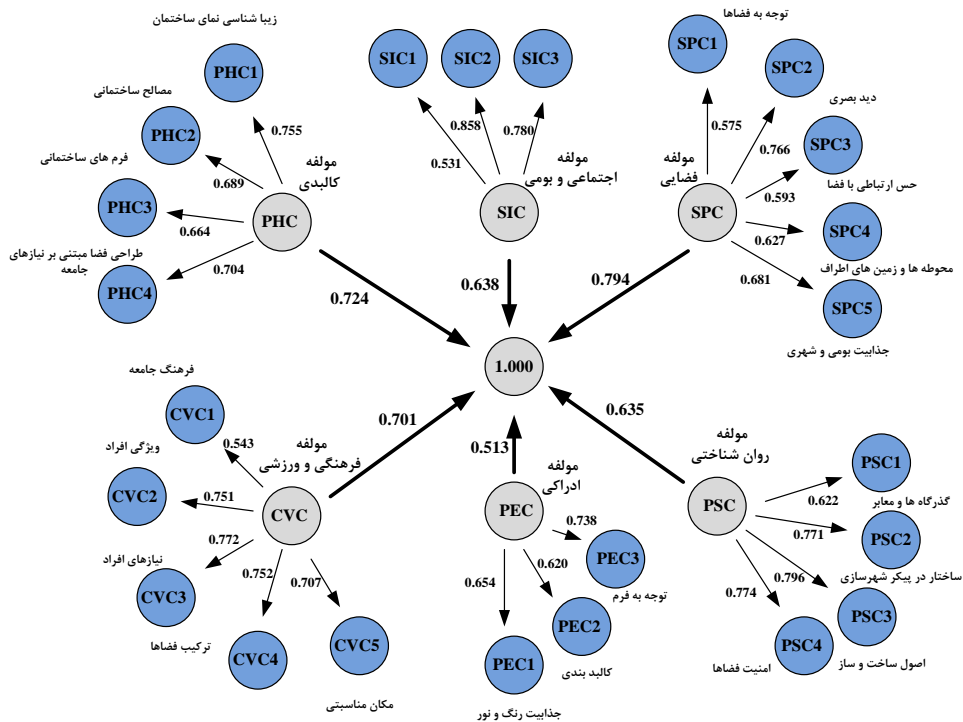 زیبا شناسی نمای ساختمان
PHC1
مصالح ساختمانی
PHC2
0.755
فرم های ساختمانی
0.689
مولفه
کالبدی
PHC3
0.664
PHC
طراحی فضا مبتنی بر نیازهای
جامعه
0.704
PHC4
0.724
SIC1
SIC2
SIC3
0.858
0.780
0.531
مولفه
اجتماعی و بومی
SIC
0.638
توجه به فضاها
SPC1
SPC2
دید بصری
0.575
0.766
SPC3
مولفه
فضایی
0.593
حس ارتباطی با فضا
SPC
0.627
SPC4
محوطه ها و زمین های اطراف
0.681
SPC5
0.794
جذابیت بومی و شهری
1.000
فرهنگ جامعه
CVC1
0.701
ویژگی افراد
0.543
مولفه
فرهنگی و ورزشی
CVC2
0.751
CVC
نیازهای افراد
0.772
CVC3
0.752
0.707
ترکیب فضاها
CVC4
CVC5
مکان مناسبتی
0.513
مولفه
ادراکی
PEC
0.738
0.654
0.620
PEC3
توجه به فرم
PEC2
PEC1
کالبد بندی
جذابیت رنگ و نور
0.635
مولفه
روان شناختی
PSC1
PSC
0.622
گذرگاه ها و معابر
0.771
PSC2
0.796
ساختار در پیکر شهرسازی
0.774
PSC3
PSC4
امنیت فضاها
اصول ساخت و ساز